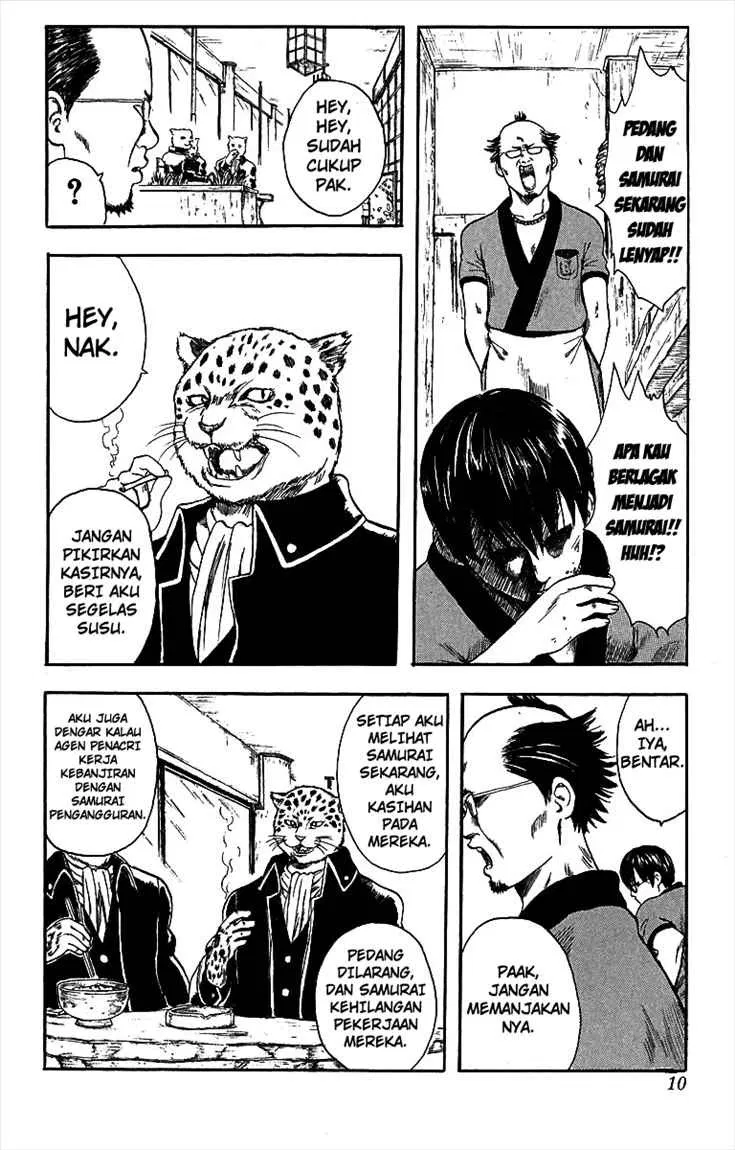 PEDANG
DAN
SAMURAI
SEKARANG
SUDAH
LENYAP!!
APA KAU
BERLAGAK
MENJADI
SAMURAI!!
HUH!?
HEY,
HEY,
SUDAH
CUKUP
PAK.
?
HEY,
NAK.
JANGAN
PIKIRKAN
KASIRNYA,
BERI AKU
SEGELAS
SUSU.
AH...
IYA,
BENTAR.
PAAK,
JANGAN
MEMANJAKAN
NYA.
SETIAP AKU
MELIHAT
SAMURAI
SEKARANG,
AKU
KASIHAN
PADA
MEREKA.
PEDANG
DILARANG,
DAN SAMURAI
KEHILANGAN
PEKERJAAN
MEREKA.
AKU JUGA
DENGAR KALAU
AGEN PENACRI
KERJA
KEBANJIRAN
DENGAN
SAMURAI
PENGANGGURAN.
10